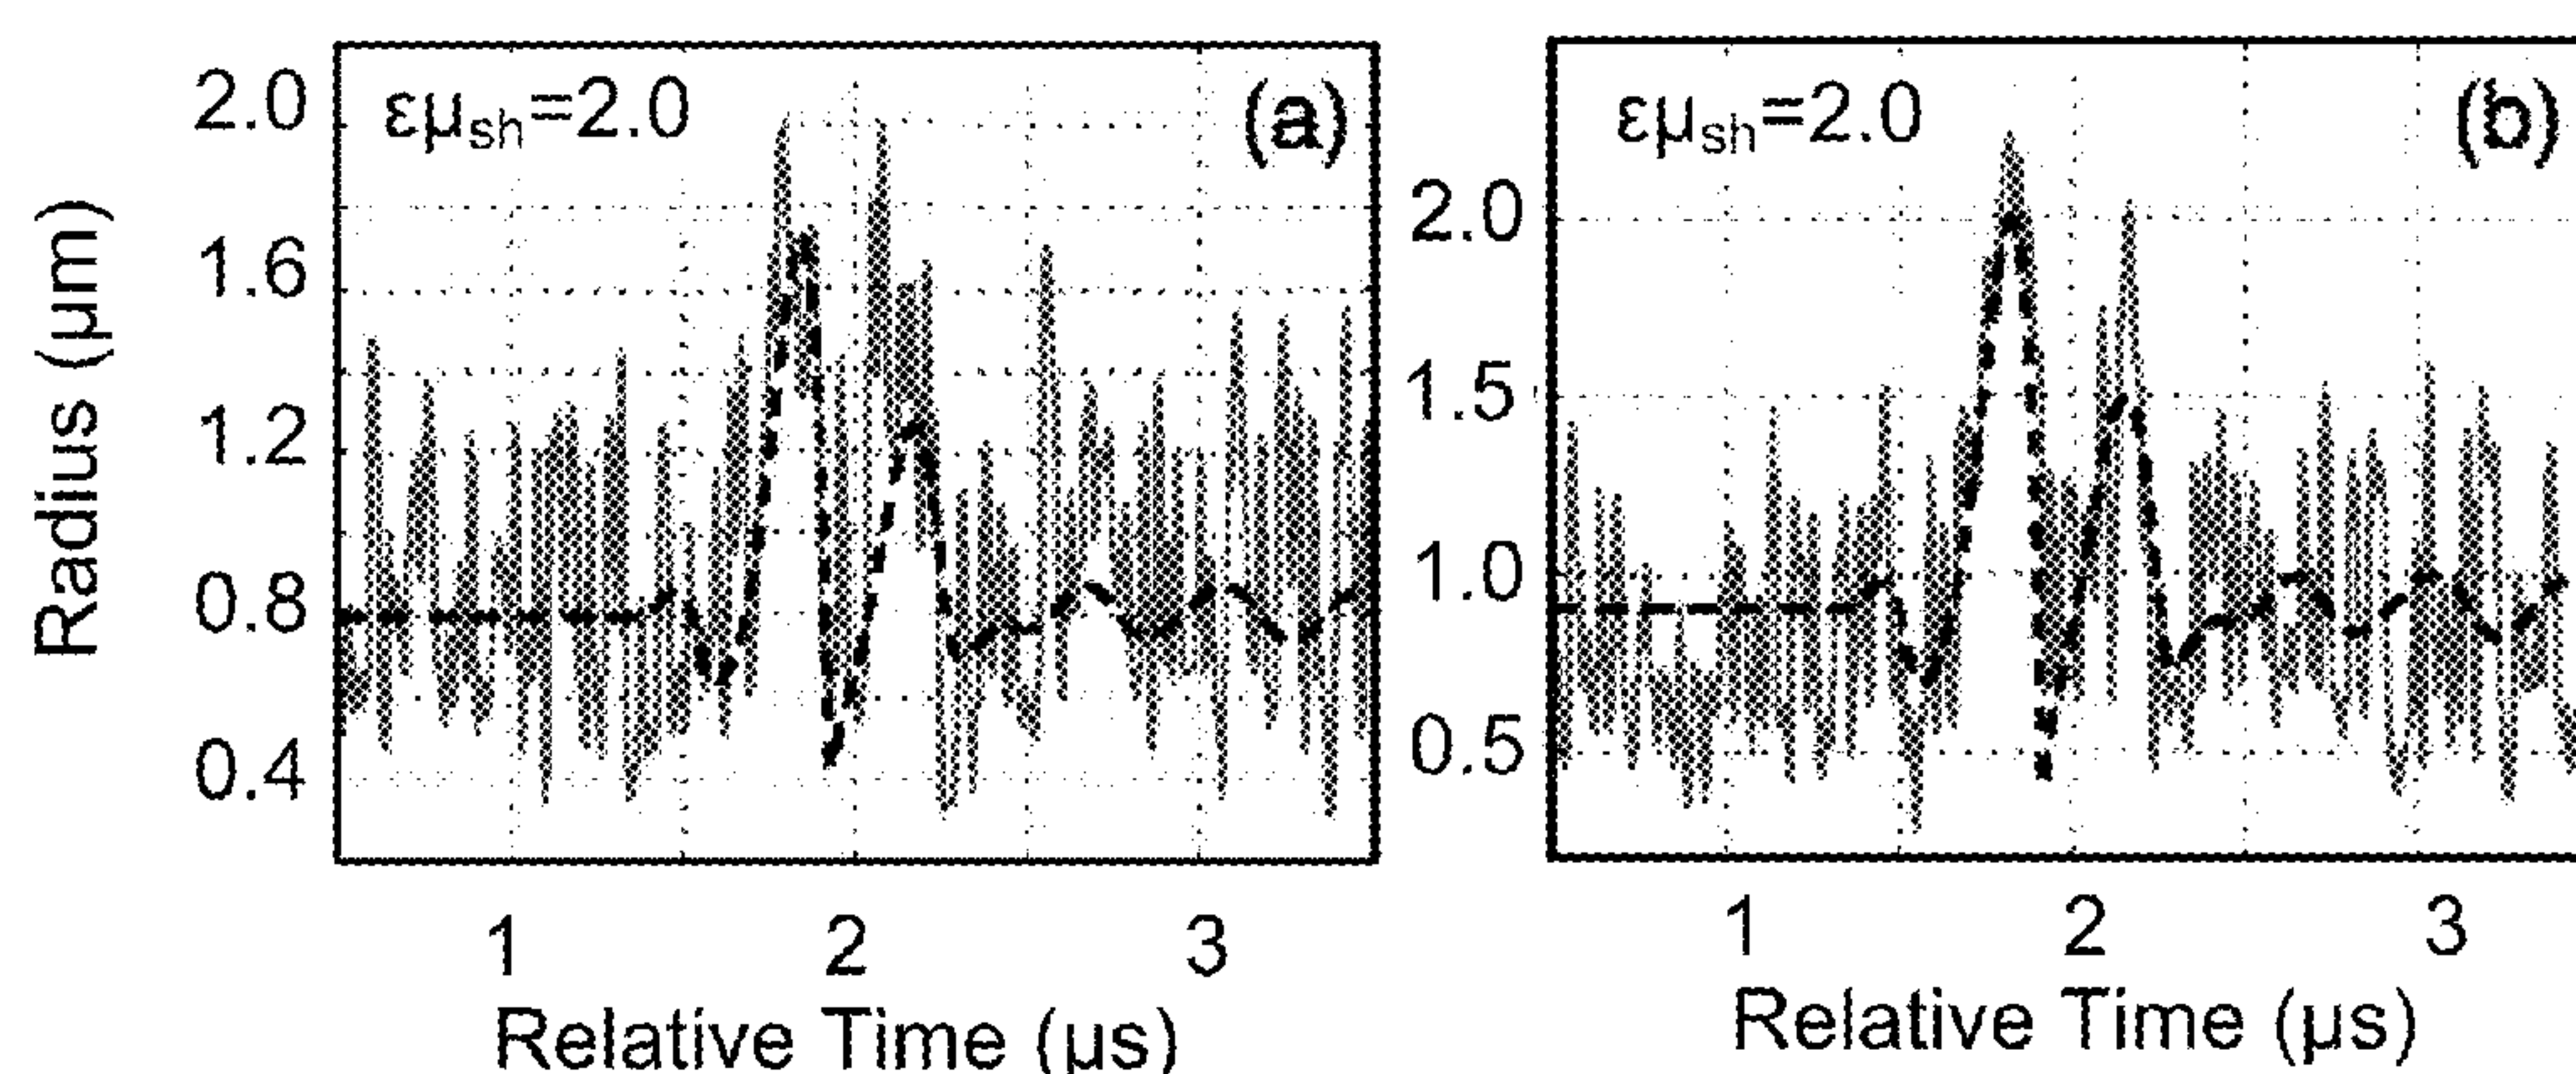 εμsh=2.0
(a)
2.0
1.6
1.2
0.8
0.4
Radius (μm)
1 2 3
Relative Time (μs)
εμsh=2.0
(b)
2.0
1.5
1.0
0.5
1 2 3
Relative Time (μs)